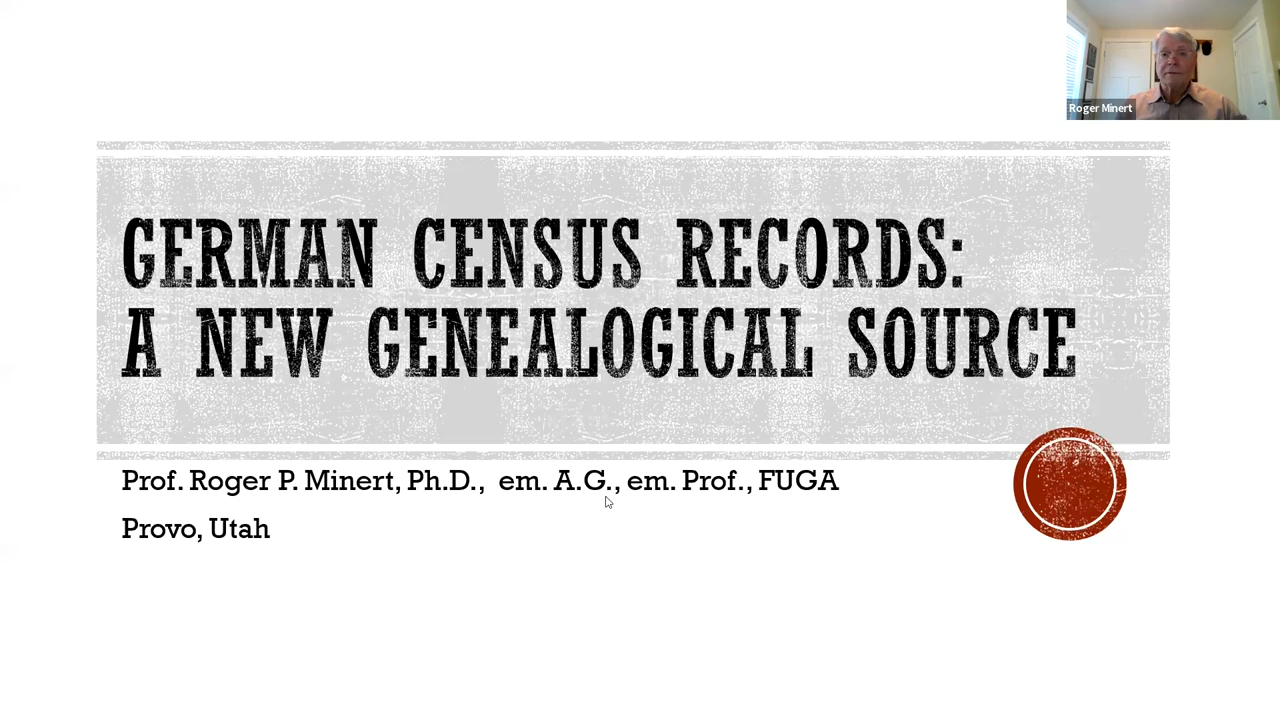 Roger Minert
GERMAN CENSUS RECORDS:
A NEW GENEALOGICAL SOURCE
Prof. Roger P. Minert, Ph.D., em. A.G., em. Prof., FUGA
Provo, Utah